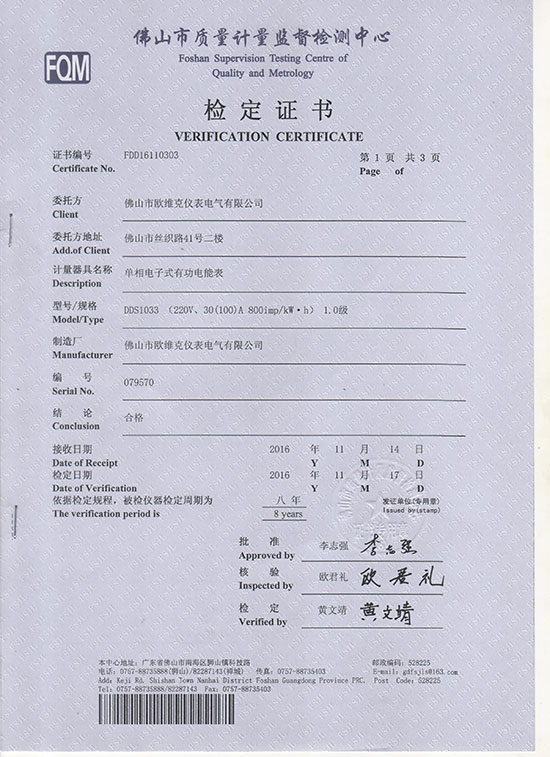 佛山市质量计量监督检测中心
Foshan Supervision Testing Centre of
Quality and Metrology
FQM
检定证书
VERIFICATION CERTIFICATE
证书编号 FDD16110303 第 1 页 共 3 页
Certificate No. Page of
委托方 佛山市欧维克仪表电气有限公司
Client
委托方地址 佛山市丝织路41号二楼
Add.of Client
计量器具名称 单相电子式有功电能表
Description
型号/规格 DDS1033 (220V、30(100)A 800imp/kW·h) 1.0级
Model/Type
制造厂 佛山市欧维克仪表电气有限公司
Manufacturer
编 号 079570
Serial No.
结 论 合格
Conclusion
接收日期 2016 年 11 月 14 日
Date of Receipt Y M D
检定日期 2016 年 11 月 17 日
Date of Verification Y M D
依据检定规程，被检仪器检定周期为 八 年 发证单位(专用章)
The verification period is 8 years Issued by(stamp)
批 准 李志强 李志强
Approved by
核 验 欧君礼 欧君礼
Inspected by
检 定 黄文靖 黄文靖
Verified by
本中心地址: 广东省佛山市南海区狮山镇科技路 邮政编码: 528225
电话: 0757-88735888(狮山)/82287143(禅城) 传真: 0757-88735403 E-mail: gdfsjls@163.com
Add: Keji Rd. Shishan Town Nanhai District Foshan Guangdong Province PRC. Post Code: 528225
Tel: 0757-88735888/82287143 Fax: 0757-88735403